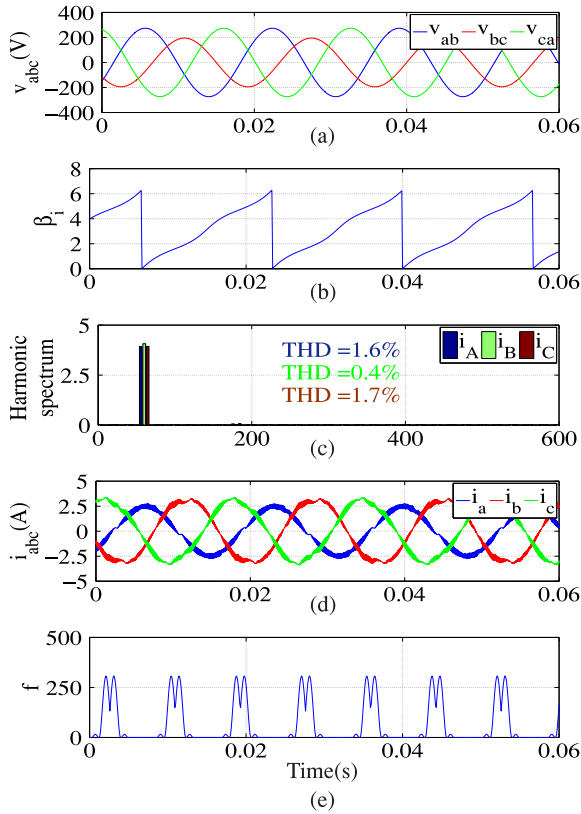 400
200
0
−200
−400
v_abc(V)
v_ab v_bc v_ca
0 0.02 0.04 0.06
(a)
8
6
4
2
0
β_i
0 0.02 0.04 0.06
(b)
5
2.5
0
Harmonic
spectrum
THD =1.6%
THD =0.4%
THD =1.7%
i_A i_B i_C
0 200 400 600
(c)
5
2.5
0
−2.5
−5
i_abc(A)
i_a i_b i_c
0 0.02 0.04 0.06
(d)
500
250
0
f
0 0.02 0.04 0.06
Time(s)
(e)